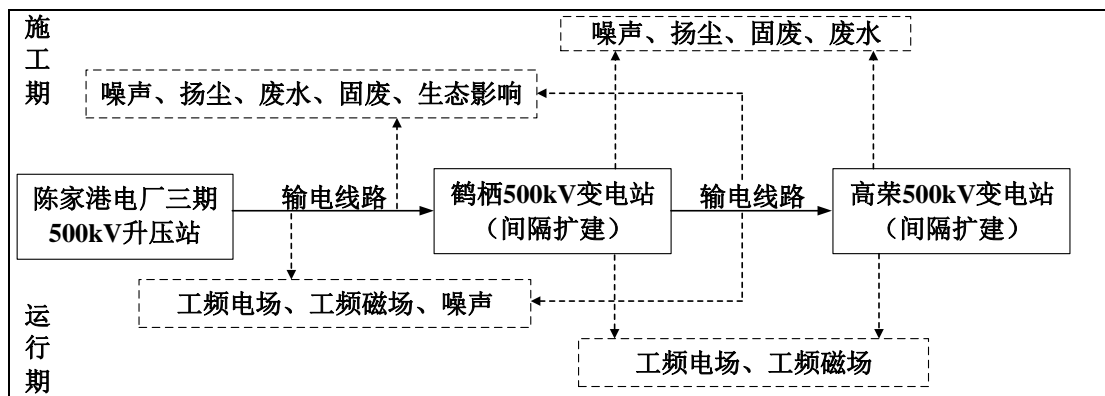 施工期
噪声、扬尘、固废、废水
噪声、扬尘、废水、固废、生态影响
陈家港电厂三期
500kV升压站
输电线路
鹤栖500kV变电站
（间隔扩建）
输电线路
高荣500kV变电站
（间隔扩建）
工频电场、工频磁场、噪声
运行期
工频电场、工频磁场